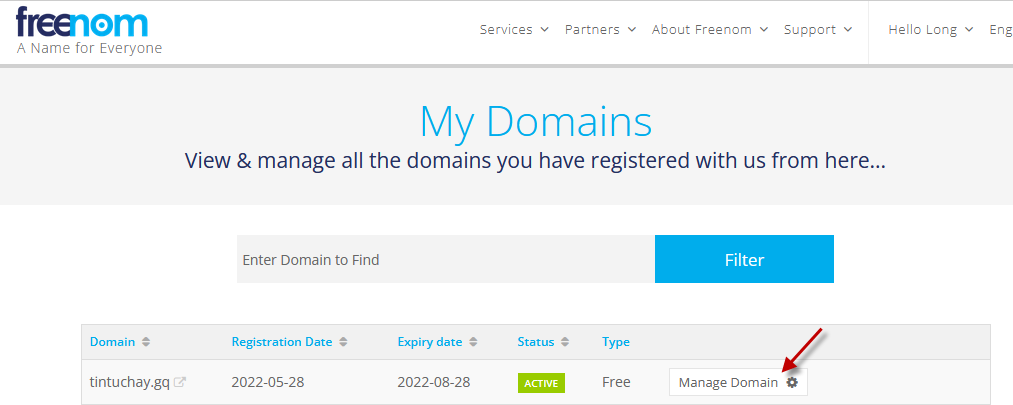 freenom
A Name for Everyone
Services Partners About Freenom Support Hello Long Eng
My Domains
View & manage all the domains you have registered with us from here...
Enter Domain to Find Filter
Domain Registration Date Expiry date Status Type
tintuchay.gq 2022-05-28 2022-08-28 ACTIVE Free Manage Domain